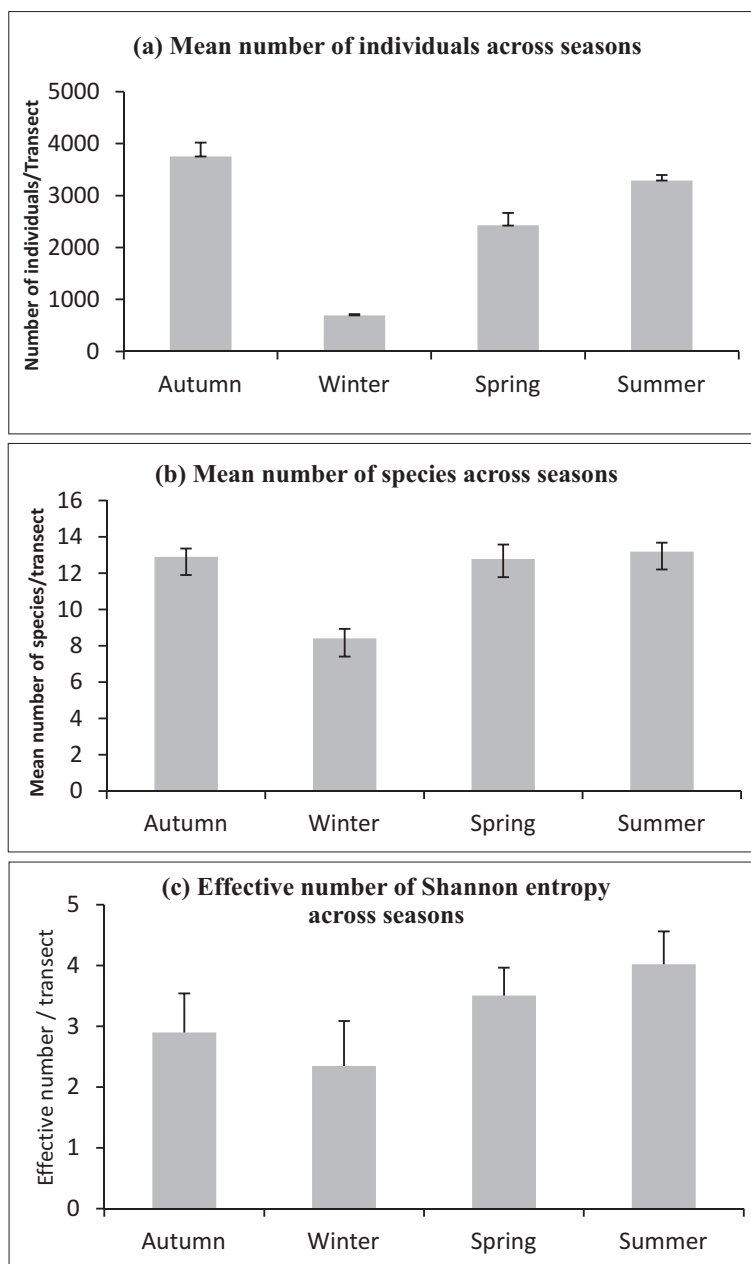 (a) Mean number of individuals across seasons
Number of individuals/Transect
5000
4000
3000
2000
1000
0
Autumn Winter Spring Summer
(b) Mean number of species across seasons
Mean number of species/transect
16
14
12
10
8
6
4
2
0
Autumn Winter Spring Summer
(c) Effective number of Shannon entropy
across seasons
Effective number / transect
5
4
3
2
1
0
Autumn Winter Spring Summer